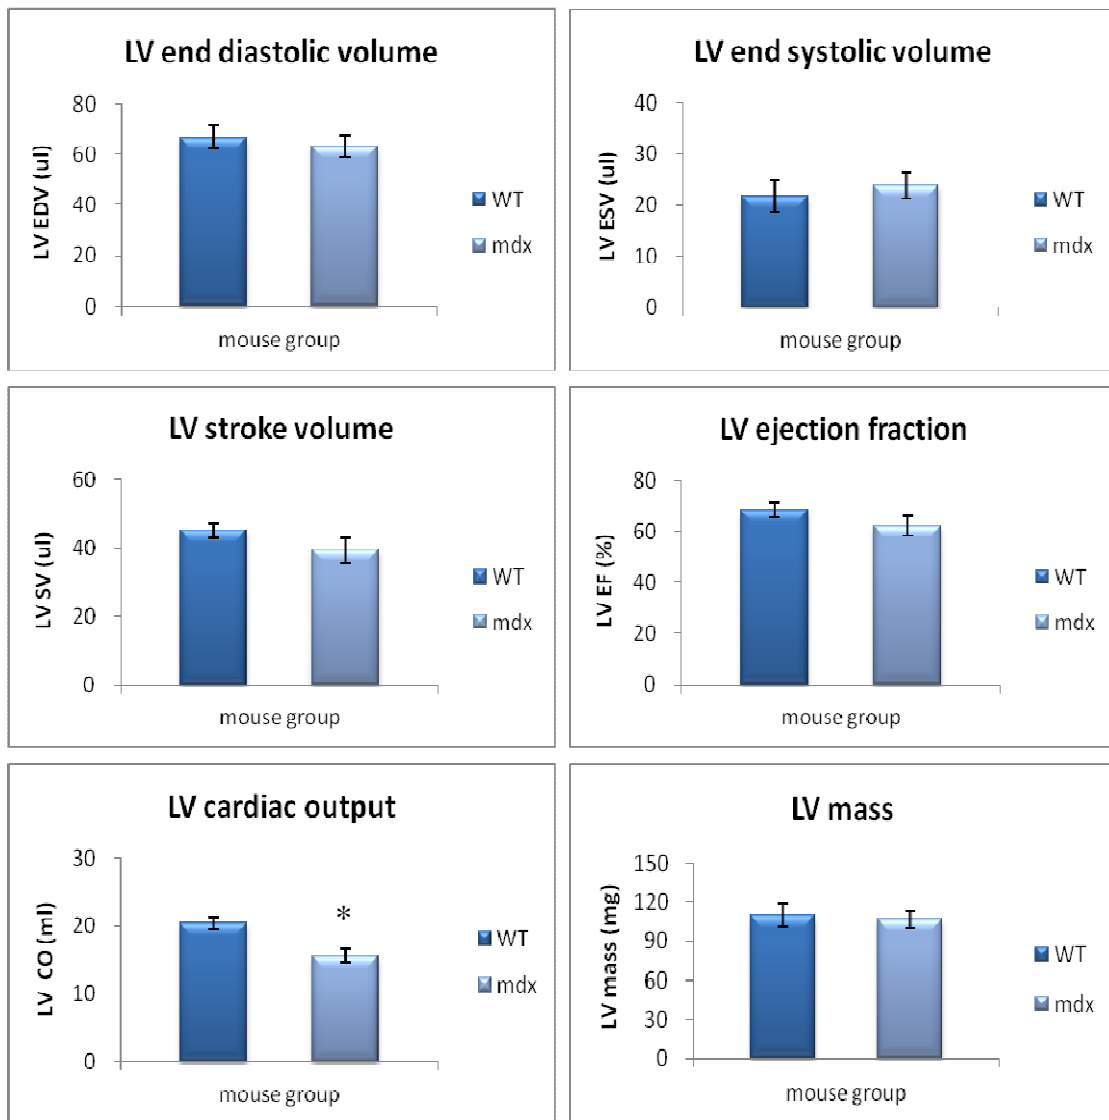 LV end diastolic volume
LV EDV (ul)
80
60
40
20
0
WT
mdx
mouse group
LV end systolic volume
LV ESV (ul)
40
30
20
10
0
WT
mdx
mouse group
LV stroke volume
LV SV (ul)
60
40
20
0
WT
mdx
mouse group
LV ejection fraction
LV EF (%)
80
60
40
20
0
WT
mdx
mouse group
LV cardiac output
LV CO (ml)
30
20
10
0
*
WT
mdx
mouse group
LV mass
LV mass (mg)
150
120
90
60
30
0
WT
mdx
mouse group